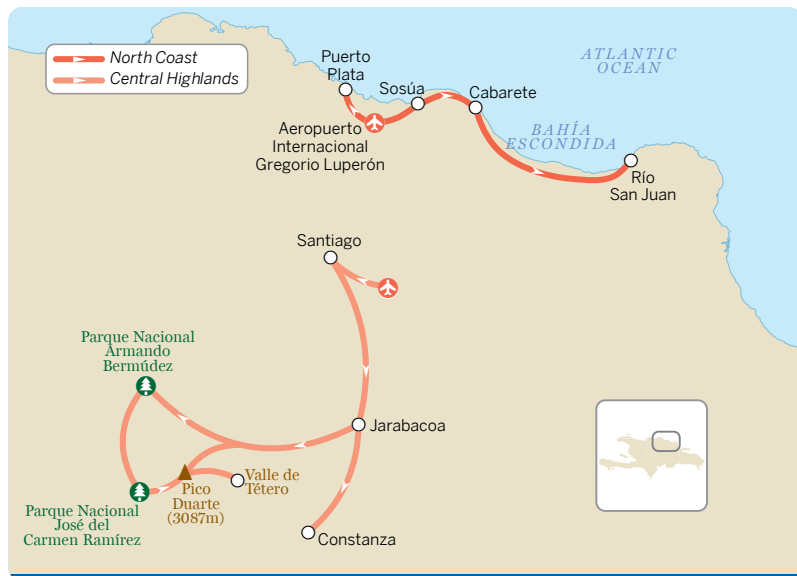 North Coast
Central Highlands
ATLANTIC
OCEAN
Puerto
Plata
Sosúa
Cabarete
BAHÍA
ESCONDIDA
Aeropuerto
Internacional
Gregorio Luperón
Río
San Juan
Santiago
Parque Nacional
Armando
Bermúdez
Jarabacoa
Valle de
Tétero
Pico
Duarte
(3087m)
Parque Nacional
José del
Carmen Ramírez
Constanza